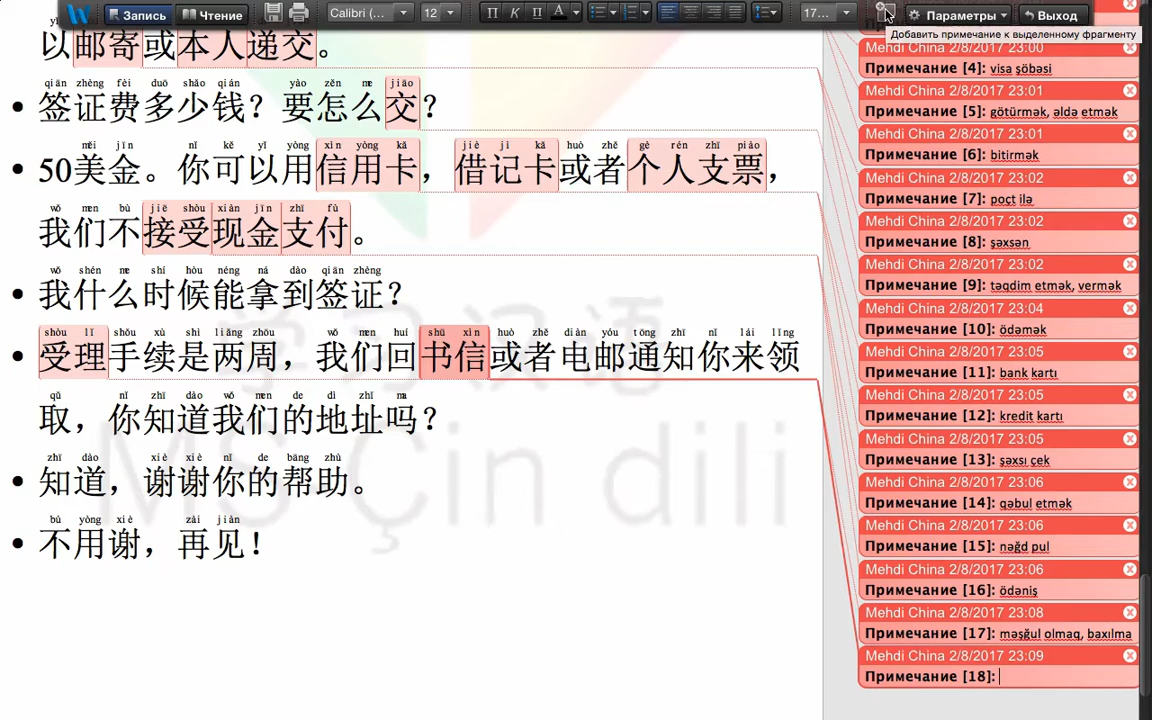 Запись
Чтение
Calibri (...
12
17...
Параметры
Выход
Добавить примечание к выделенному фрагменту
以邮寄或本人递交。
qiān zhèng fèi duō shǎo qián yào zěn me jiāo
签证费多少钱？要怎么交？
měi jīn nǐ kě yǐ yòng xìn yòng kǎ jiè jì kǎ huò zhě gè rén zhī piào
50美金。你可以用信用卡，借记卡或者个人支票，
wǒ men bù jiē shòu xiàn jīn zhī fù
我们不接受现金支付。
wǒ shén me shí hòu néng ná dào qiān zhèng
我什么时候能拿到签证？
shòu lǐ shǒu xù shì liǎng zhōu wǒ men huí shū xìn huò zhě diàn yóu tōng zhī nǐ lái lǐng
受理手续是两周，我们回书信或者电邮通知你来领
qǔ nǐ zhī dào wǒ men de dì zhǐ ma
取，你知道我们的地址吗？
zhī dào xiè xiè nǐ de bāng zhù
知道，谢谢你的帮助。
bù yòng xiè zài jiàn
不用谢，再见！
学习汉语
MS Çin dili
Mehdi China 2/8/2017 23:00
Примечание [4]: visa şöbəsi
Mehdi China 2/8/2017 23:01
Примечание [5]: götürmək, əldə etmək
Mehdi China 2/8/2017 23:01
Примечание [6]: bitirmək
Mehdi China 2/8/2017 23:02
Примечание [7]: poçt ilə
Mehdi China 2/8/2017 23:02
Примечание [8]: şəxsən
Mehdi China 2/8/2017 23:02
Примечание [9]: təqdim etmək, vermək
Mehdi China 2/8/2017 23:04
Примечание [10]: ödəmək
Mehdi China 2/8/2017 23:05
Примечание [11]: bank kartı
Mehdi China 2/8/2017 23:05
Примечание [12]: kredit kartı
Mehdi China 2/8/2017 23:05
Примечание [13]: şəxsı çek
Mehdi China 2/8/2017 23:06
Примечание [14]: qəbul etmək
Mehdi China 2/8/2017 23:06
Примечание [15]: nəğd pul
Mehdi China 2/8/2017 23:06
Примечание [16]: ödəniş
Mehdi China 2/8/2017 23:08
Примечание [17]: məşğul olmaq, baxılma
Mehdi China 2/8/2017 23:09
Примечание [18]: